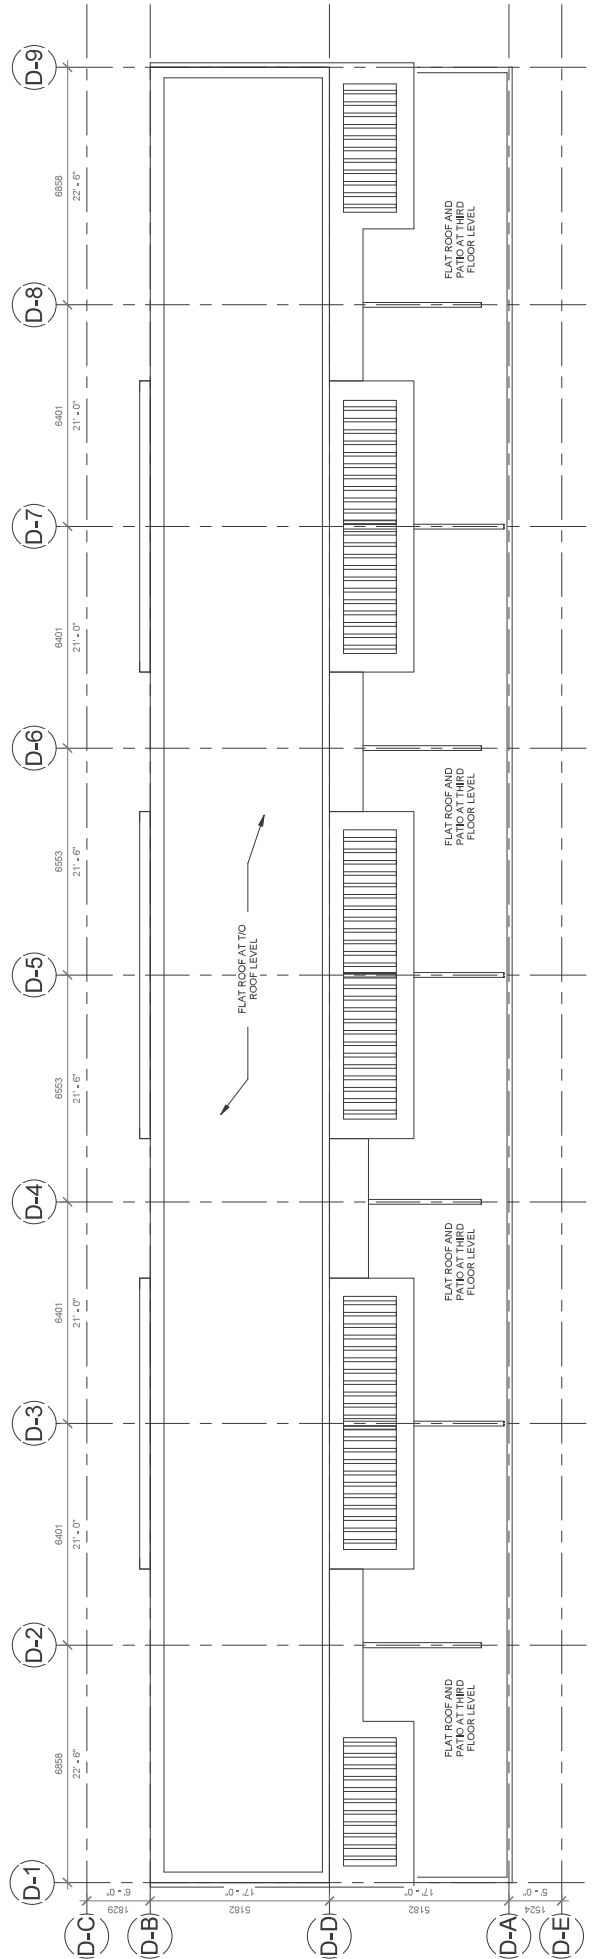 D-9
6858
22' - 6"
FLAT ROOF AND
PATIO AT THIRD
FLOOR LEVEL
D-8
6401
21' - 0"
D-7
6401
21' - 0"
D-6
FLAT ROOF AND
PATIO AT THIRD
FLOOR LEVEL
6553
21' - 6"
FLAT ROOF AT T/O
ROOF LEVEL
D-5
6553
21' - 6"
D-4
FLAT ROOF AND
PATIO AT THIRD
FLOOR LEVEL
6401
21' - 0"
D-3
6401
21' - 0"
D-2
FLAT ROOF AND
PATIO AT THIRD
FLOOR LEVEL
6858
22' - 6"
D-1
6' - 0"
1829
17' - 0"
5182
17' - 0"
5182
5' - 0"
1524
D-C
D-B
D-D
D-A
D-E